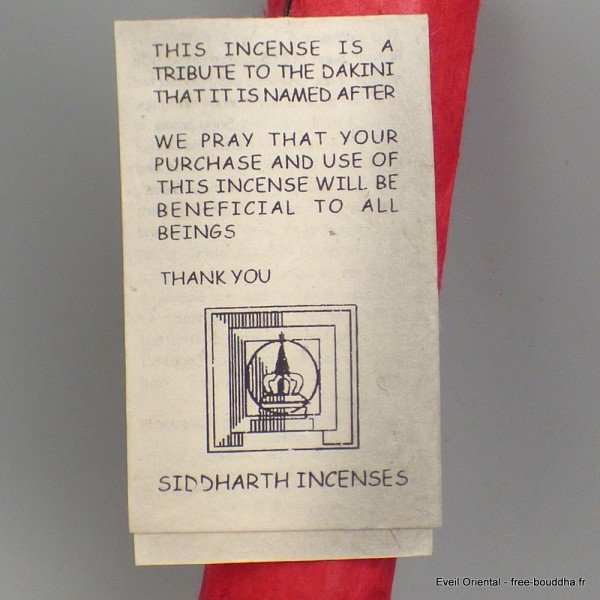 THIS INCENSE IS A
TRIBUTE TO THE DAKINI
THAT IT IS NAMED AFTER
WE PRAY THAT YOUR
PURCHASE AND USE OF
THIS INCENSE WILL BE
BENEFICIAL TO ALL
BEINGS
THANK YOU
SIDDHARTH INCENSES
Eveil Oriental - free-bouddha.fr